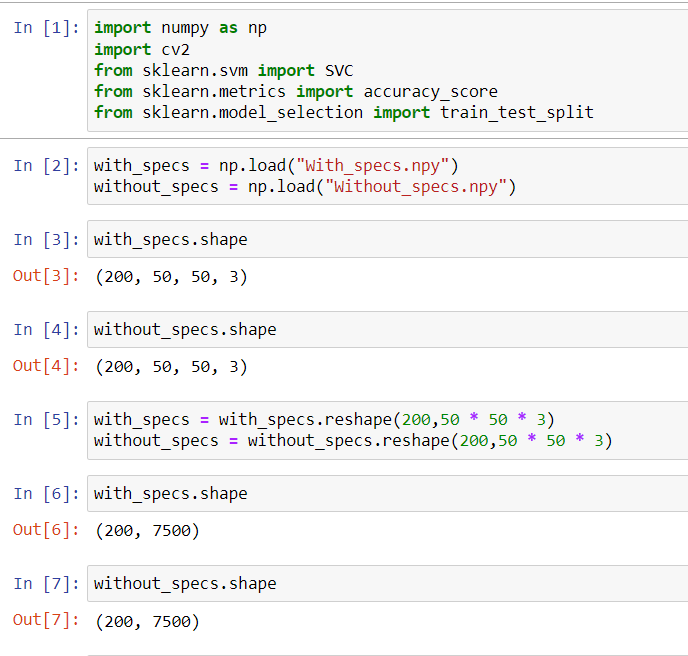 In [1]: import numpy as np
import cv2
from sklearn.svm import SVC
from sklearn.metrics import accuracy_score
from sklearn.model_selection import train_test_split
In [2]: with_specs = np.load("With_specs.npy")
without_specs = np.load("Without_specs.npy")
In [3]: with_specs.shape
Out[3]: (200, 50, 50, 3)
In [4]: without_specs.shape
Out[4]: (200, 50, 50, 3)
In [5]: with_specs = with_specs.reshape(200,50 * 50 * 3)
without_specs = without_specs.reshape(200,50 * 50 * 3)
In [6]: with_specs.shape
Out[6]: (200, 7500)
In [7]: without_specs.shape
Out[7]: (200, 7500)